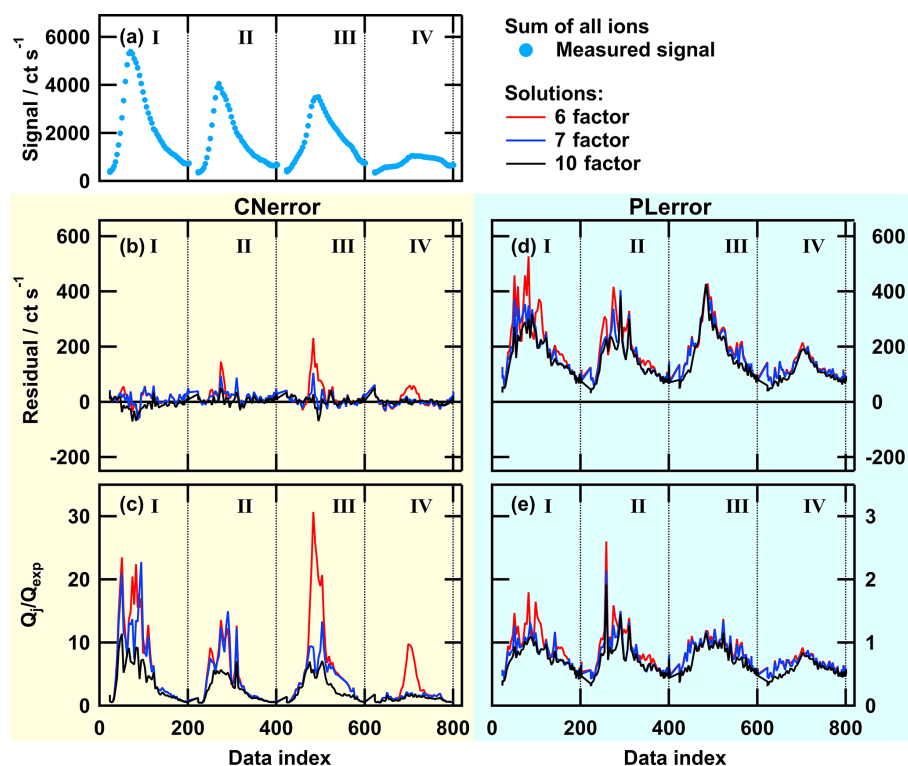 Sum of all ions
Measured signal
Solutions:
6 factor
7 factor
10 factor
(a) I II III IV
Signal / ct s⁻¹
6000
4000
2000
0
CNerror
PLerror
(b) I II III IV
Residual / ct s⁻¹
600
400
200
0
-200
(d) I II III IV
600
400
200
0
-200
(c) I II III IV
Qj/Qexp
30
20
10
0
(e) I II III IV
3
2
1
0
0 200 400 600 800
Data index
0 200 400 600 800
Data index